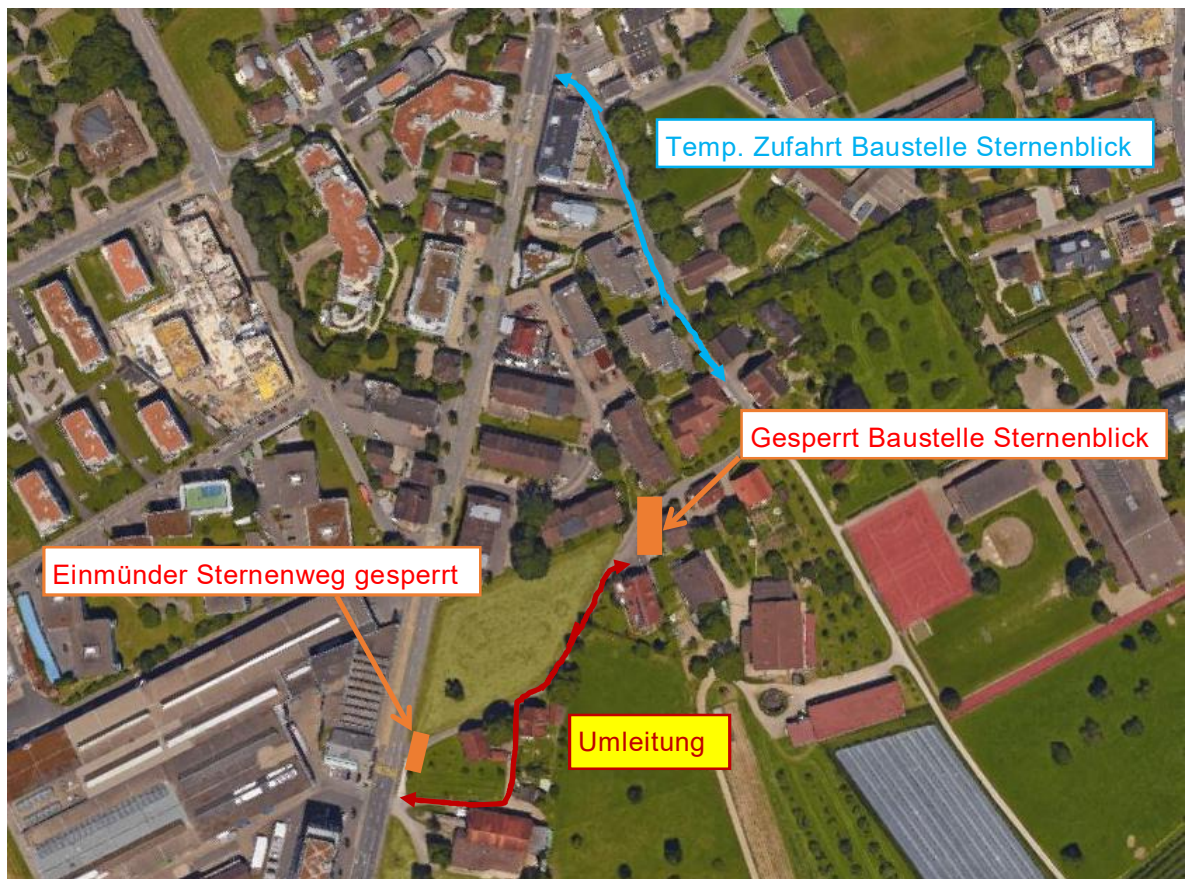 Temp. Zufahrt Baustelle Sternenblick
Gesperrt Baustelle Sternenblick
Einmünder Sternenweg gesperrt
Umleitung